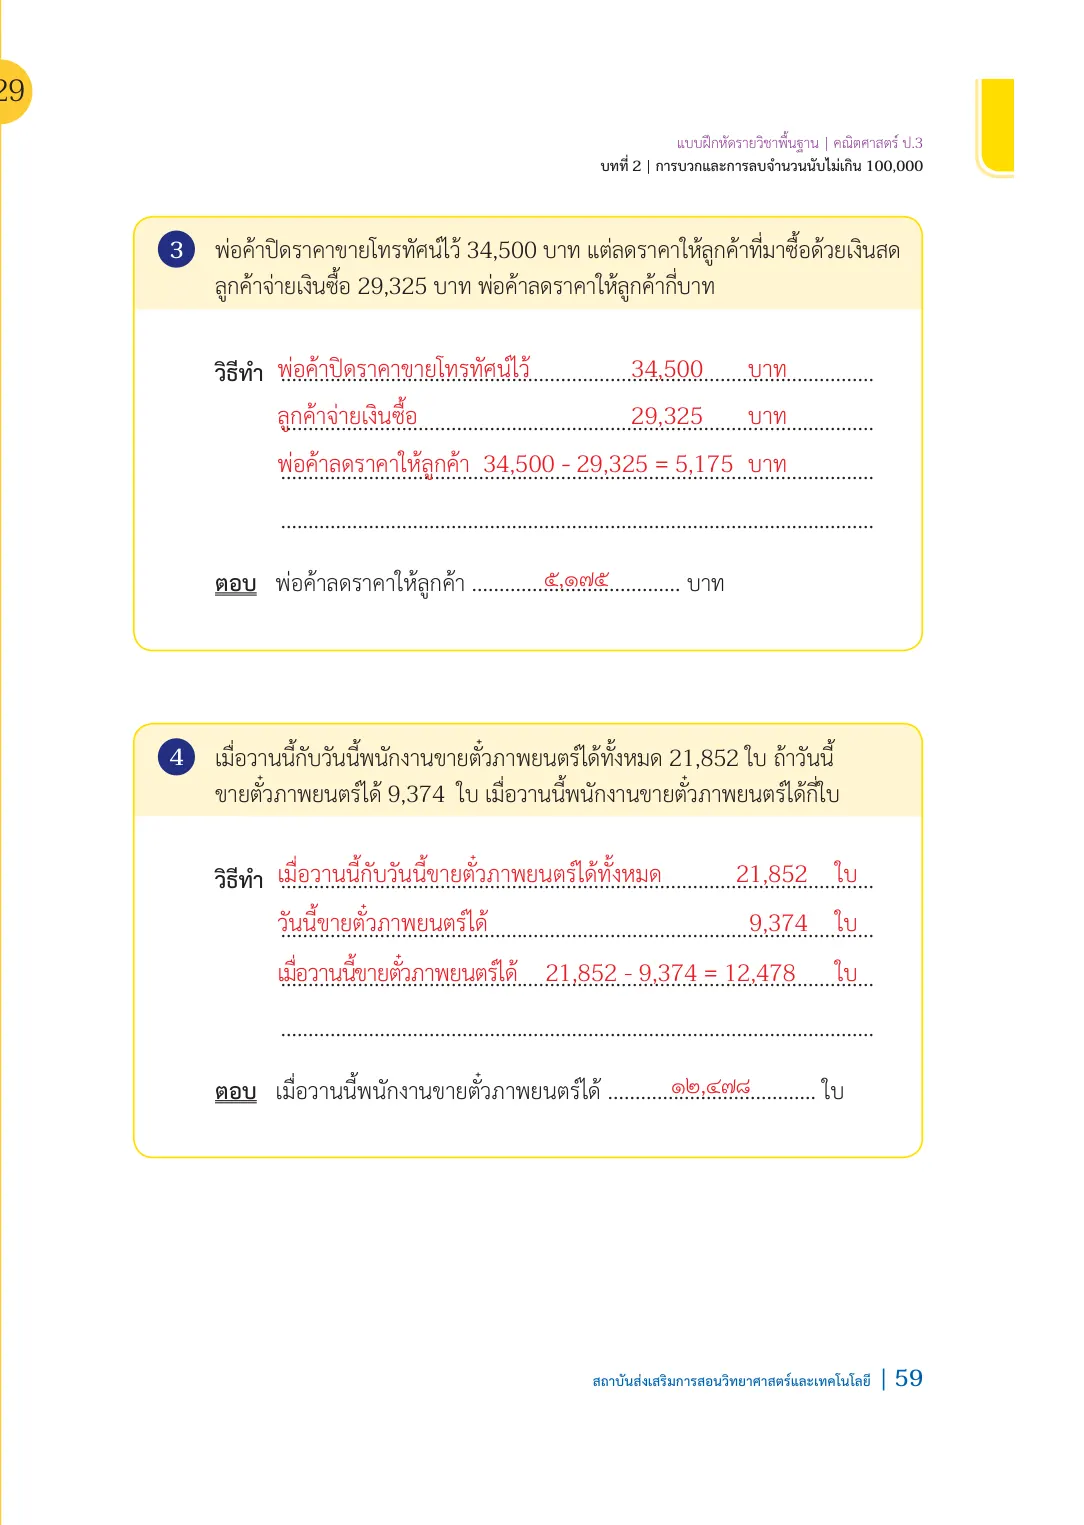 29
แบบฝึกหัดรายวิชาพื้นฐาน | คณิตศาสตร์ ป.3
บทที่ 2 | การบวกและการลบจำนวนนับไม่เกิน 100,000
3 พ่อค้าปิดราคาขายโทรทัศน์ไว้ 34,500 บาท แต่ลดราคาให้ลูกค้าที่มาซื้อด้วยเงินสด
ลูกค้าจ่ายเงินซื้อ 29,325 บาท พ่อค้าลดราคาให้ลูกค้ากี่บาท
วิธีทำ พ่อค้าปิดราคาขายโทรทัศน์ไว้ 34,500 บาท
ลูกค้าจ่ายเงินซื้อ 29,325 บาท
พ่อค้าลดราคาให้ลูกค้า 34,500 - 29,325 = 5,175 บาท
ตอบ พ่อค้าลดราคาให้ลูกค้า ๕,๑๗๕ บาท
4 เมื่อวานนี้กับวันนี้พนักงานขายตั๋วภาพยนตร์ได้ทั้งหมด 21,852 ใบ ถ้าวันนี้
ขายตั๋วภาพยนตร์ได้ 9,374 ใบ เมื่อวานนี้พนักงานขายตั๋วภาพยนตร์ได้กี่ใบ
วิธีทำ เมื่อวานนี้กับวันนี้ขายตั๋วภาพยนตร์ได้ทั้งหมด 21,852 ใบ
วันนี้ขายตั๋วภาพยนตร์ได้ 9,374 ใบ
เมื่อวานนี้ขายตั๋วภาพยนตร์ได้ 21,852 - 9,374 = 12,478 ใบ
ตอบ เมื่อวานนี้พนักงานขายตั๋วภาพยนตร์ได้ ๑๒,๔๗๘ ใบ
สถาบันส่งเสริมการสอนวิทยาศาสตร์และเทคโนโลยี | 59